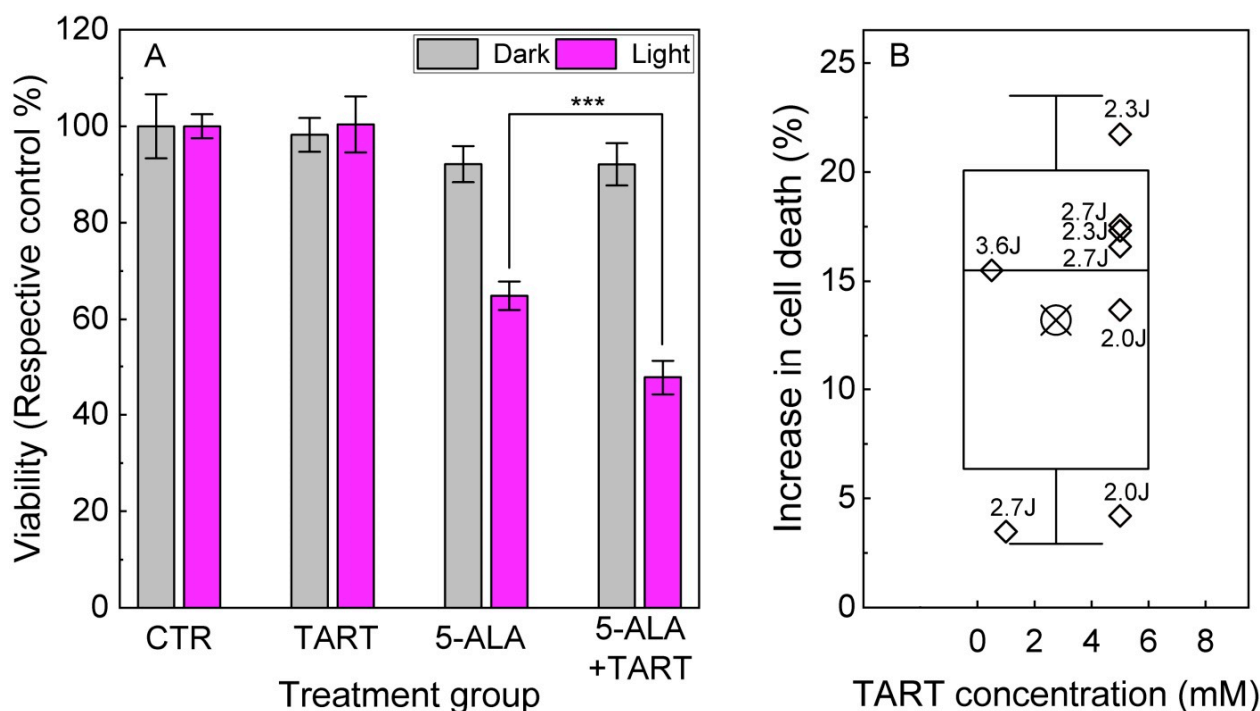 A
Dark Light
***
120
100
80
60
40
20
0
Viability (Respective control %)
CTR TART 5-ALA 5-ALA
+TART
Treatment group
B
25
20
15
10
5
0
Increase in cell death (%)
2.3J
2.7J
2.3J
2.7J
3.6J
2.0J
2.7J
2.0J
0 2 4 6 8
TART concentration (mM)